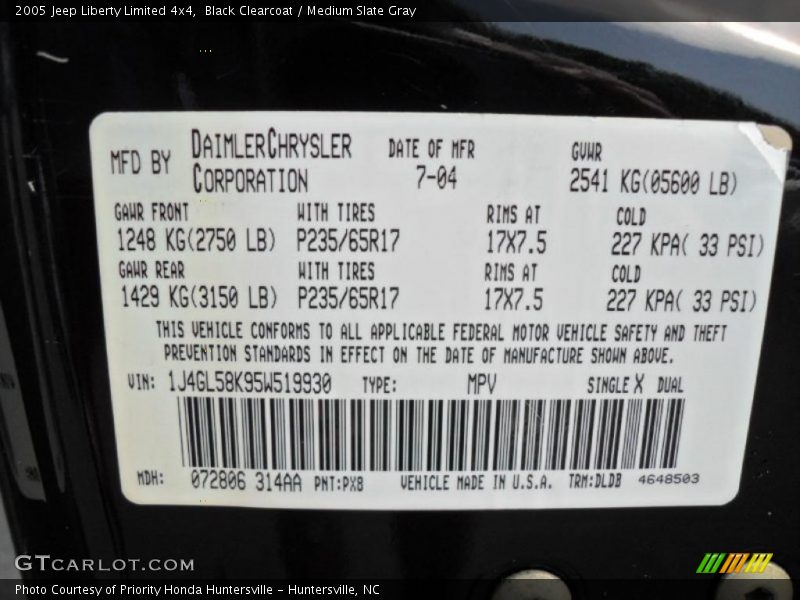 2005 Jeep Liberty Limited 4x4,  Black Clearcoat / Medium Slate Gray
MFD BY DAIMLERCHRYSLER CORPORATION DATE OF MFR 7-04 GVWR 2541 KG(05600 LB)
GAWR FRONT WITH TIRES RIMS AT COLD
1248 KG(2750 LB) P235/65R17 17X7.5 227 KPA( 33 PSI)
GAWR REAR WITH TIRES RIMS AT COLD
1429 KG(3150 LB) P235/65R17 17X7.5 227 KPA( 33 PSI)
THIS VEHICLE CONFORMS TO ALL APPLICABLE FEDERAL MOTOR VEHICLE SAFETY AND THEFT
PREVENTION STANDARDS IN EFFECT ON THE DATE OF MANUFACTURE SHOWN ABOVE.
VIN: 1J4GL58K95W519930 TYPE: MPV SINGLE X DUAL
MDH: 072806 314AA PNT:PX8 VEHICLE MADE IN U.S.A. TRM:DLDB 4648503
GTCARLOT.COM
Photo Courtesy of Priority Honda Huntersville - Huntersville, NC